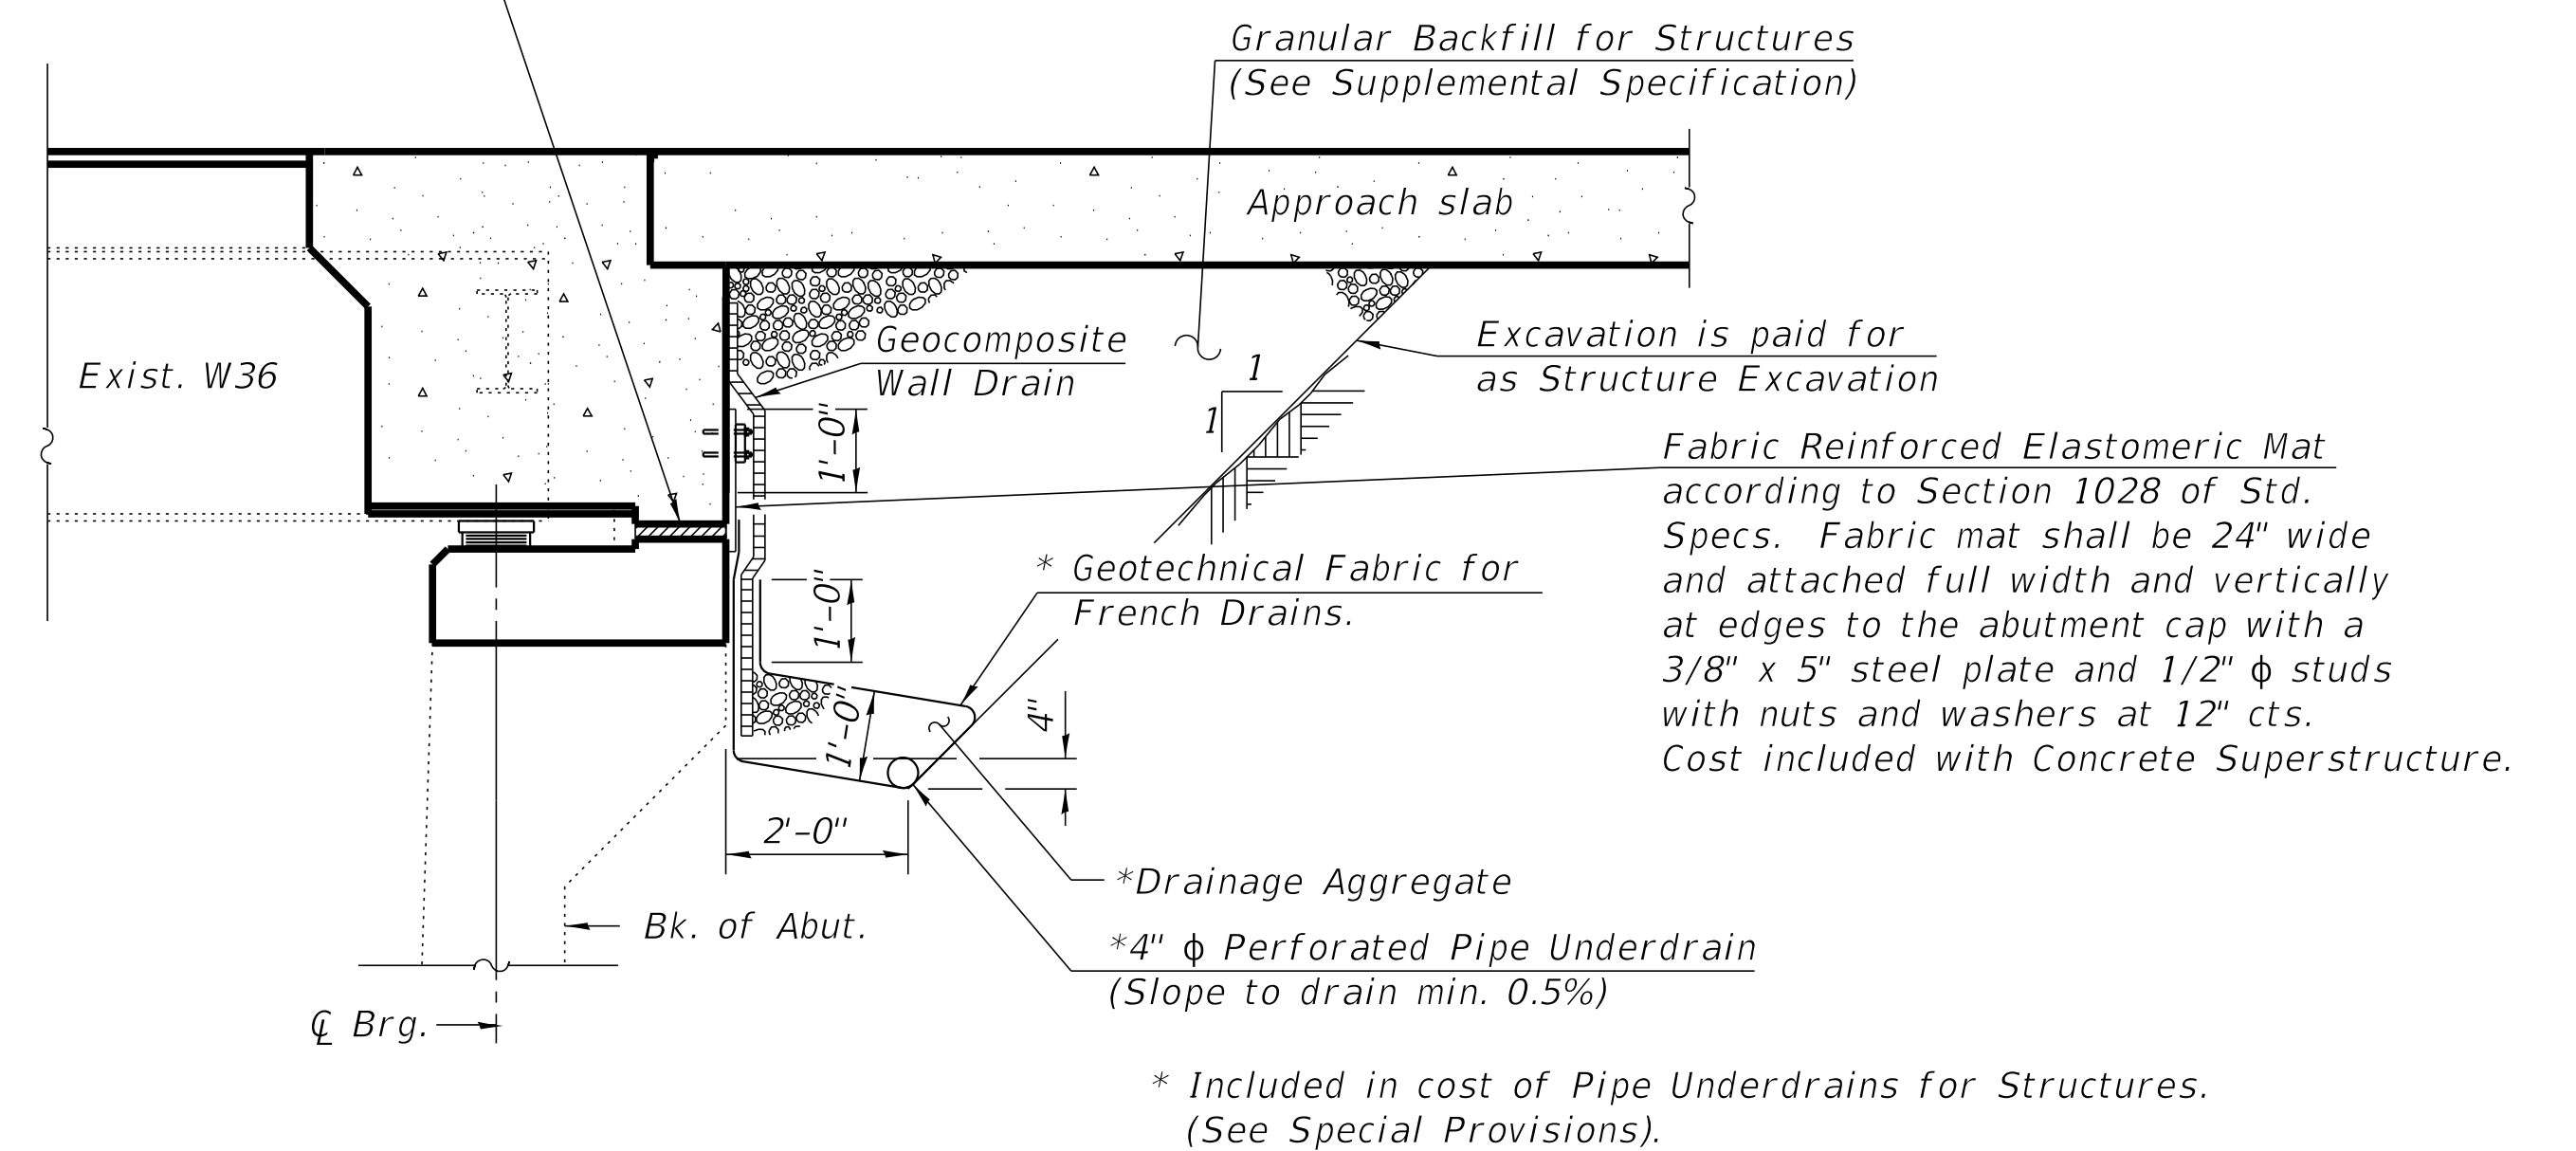 Granular Backfill for Structures
(See Supplemental Specification)
Approach slab
Geocomposite
Wall Drain
Excavation is paid for
as Structure Excavation
Exist. W36
1
1
1'-0"
Fabric Reinforced Elastomeric Mat
according to Section 1028 of Std.
Specs. Fabric mat shall be 24" wide
and attached full width and vertically
at edges to the abutment cap with a
3/8" x 5" steel plate and 1/2" ϕ studs
with nuts and washers at 12" cts.
Cost included with Concrete Superstructure.
* Geotechnical Fabric for
French Drains.
1'-0"
1'-0"
4"
2'-0"
*Drainage Aggregate
Bk. of Abut.
*4" ϕ Perforated Pipe Underdrain
(Slope to drain min. 0.5%)
℄ Brg.
* Included in cost of Pipe Underdrains for Structures.
(See Special Provisions).